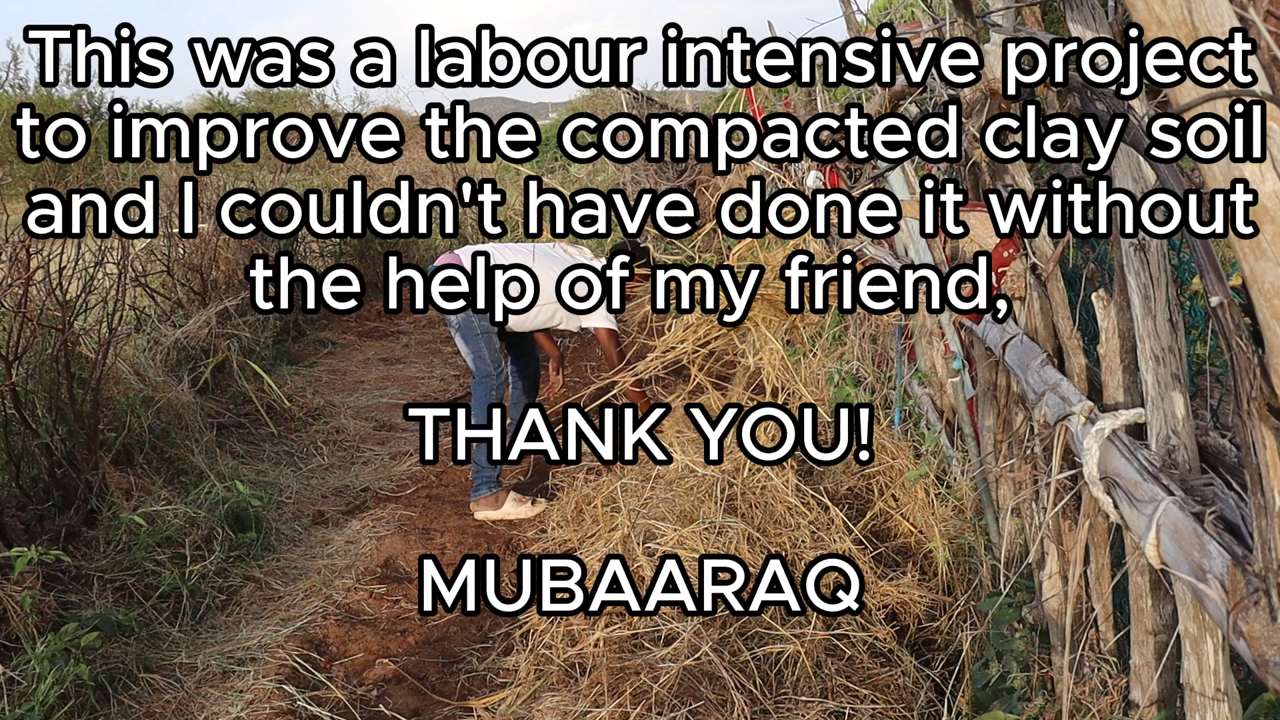 This was a labour intensive project
to improve the compacted clay soil
and I couldn't have done it without
the help of my friend,
THANK YOU!
MUBAARAQ